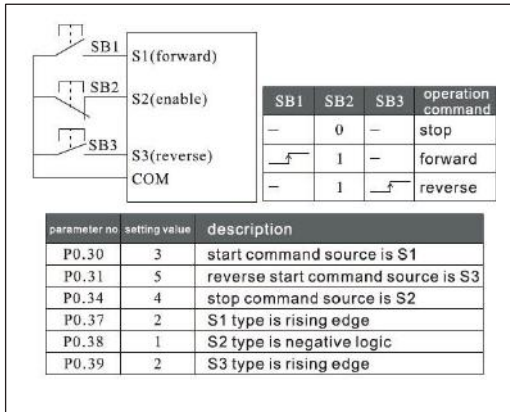 SB1
S1(forward)
SB2
S2(enable)
SB3
S3(reverse)
COM
SB1 SB2 SB3 operation command
– 0 – stop
1 – forward
– 1 reverse
parameter no setting value description
P0.30 3 start command source is S1
P0.31 5 reverse start command source is S3
P0.34 4 stop command source is S2
P0.37 2 S1 type is rising edge
P0.38 1 S2 type is negative logic
P0.39 2 S3 type is rising edge